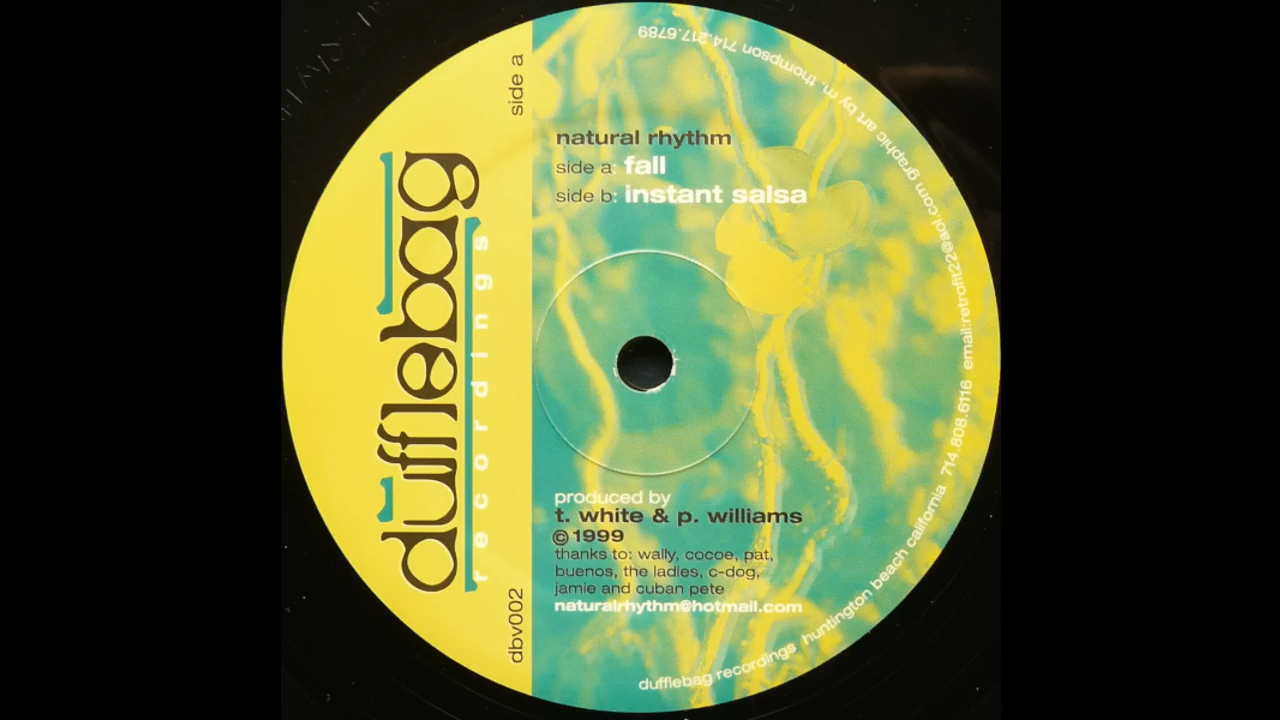 dufflebag
recordings
side a
dbv002
natural rhythm
side a: fall
side b: instant salsa
produced by
t. white & p. williams
©1999
thanks to: wally, cocoe, pat,
buenos, the ladies, c-dog,
jamie and cuban pete
naturalrhythm@hotmail.com
dufflebag recordings huntington beach california 714.808.6116 email:retrofit22@aol.com graphic art by m. thompson 714.217.6789